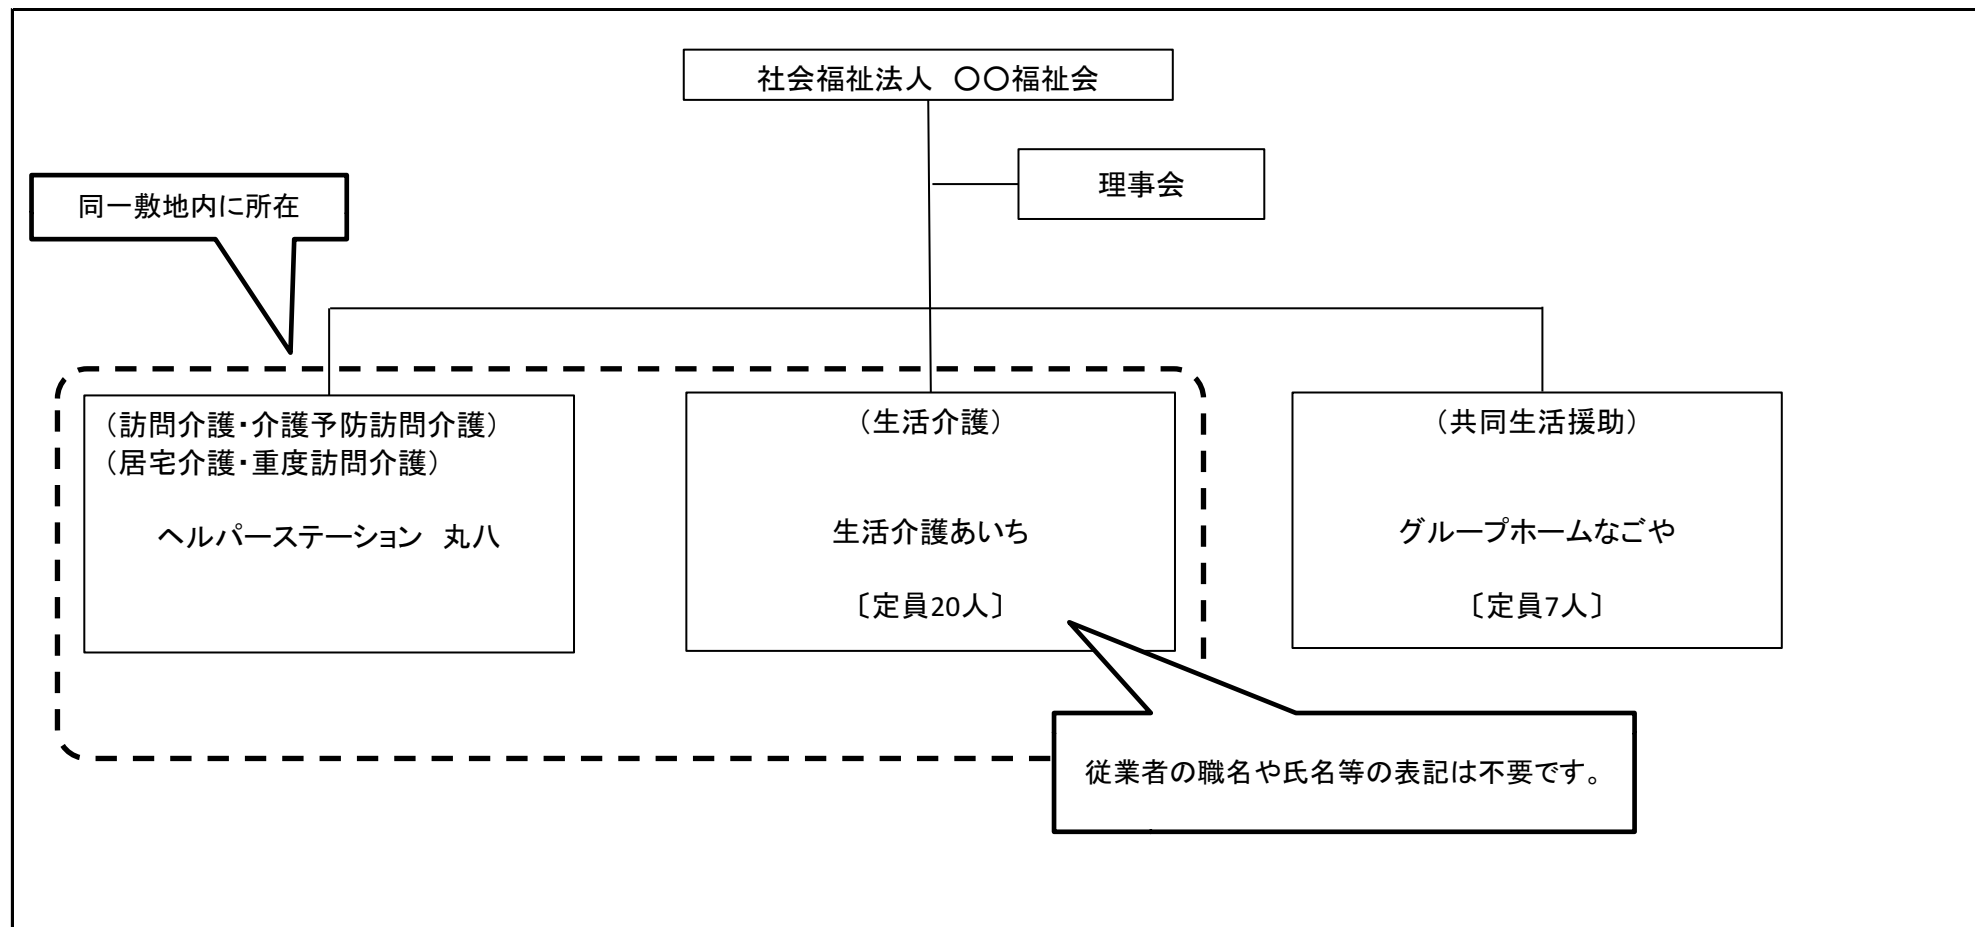 社会福祉法人　〇〇福祉会
理事会
同一敷地内に所在
（訪問介護・介護予防訪問介護）
（居宅介護・重度訪問介護）
ヘルパーステーション　丸八
（生活介護）
生活介護あいち
〔定員20人〕
（共同生活援助）
グループホームなごや
〔定員7人〕
従業者の職名や氏名等の表記は不要です。